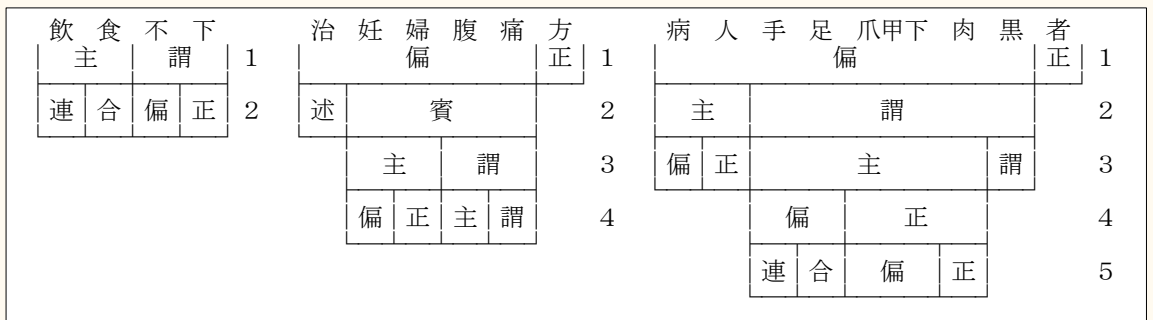 飲食不下 治妊婦腹痛方 病人手足爪甲下肉黒者
主 謂 1 偏 正 1 偏 正 1
連 合 偏 正 2 述 賓 2 主 謂 2
主 謂 3 偏 正 主 謂 3
偏 正 主 謂 4 偏 正 4
連 合 偏 正 5